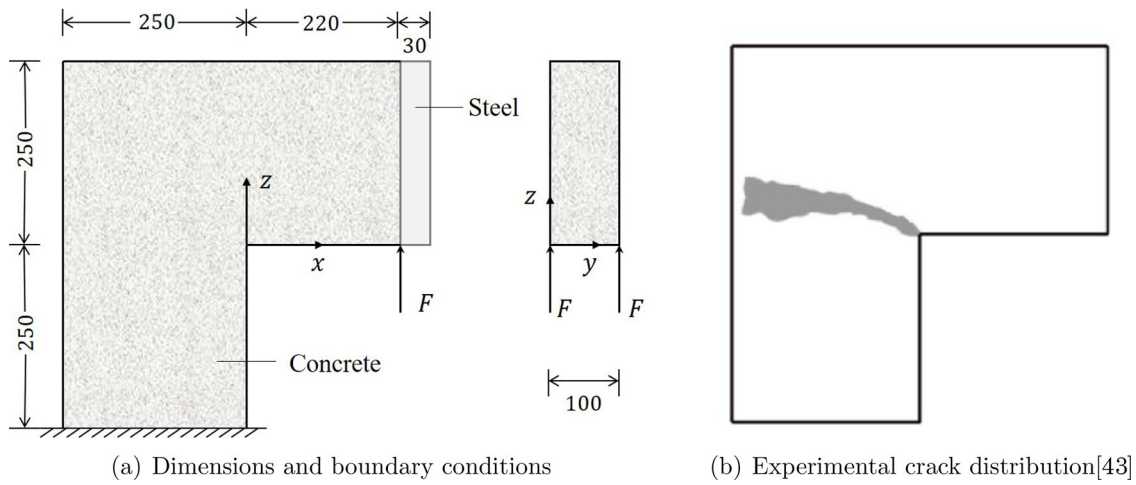 250
220
30
250
Steel
z
z
x
y
F
F
F
250
Concrete
100
(a) Dimensions and boundary conditions
(b) Experimental crack distribution[43]